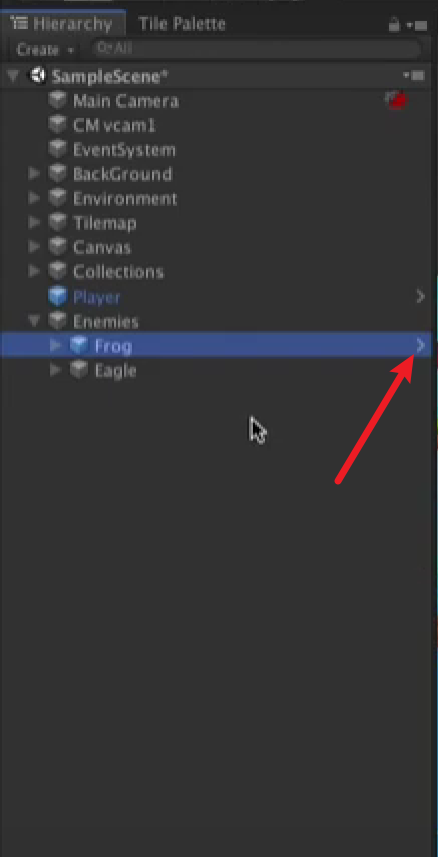 Hierarchy Tile Palette
Create All
SampleScene*
Main Camera
CM vcam1
EventSystem
BackGround
Environment
Tilemap
Canvas
Collections
Player
Enemies
Frog
Eagle